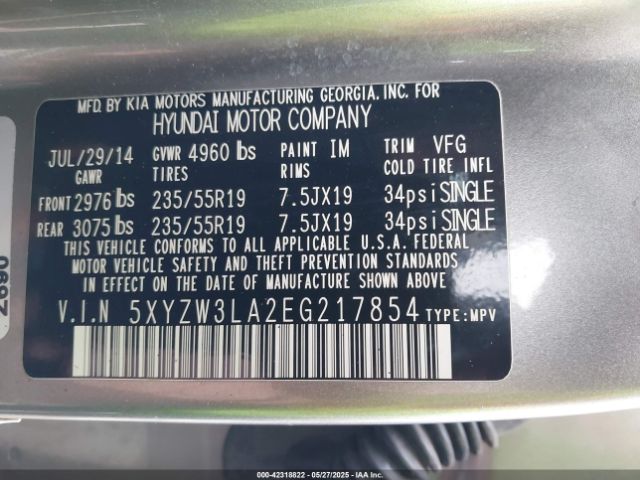 MFD. BY KIA MOTORS MANUFACTURING GEORGIA, INC. FOR
HYUNDAI MOTOR COMPANY
JUL/29/14 GVWR 4960 lbs PAINT IM TRIM VFG
GAWR TIRES RIMS COLD TIRE INFL
FRONT 2976 lbs 235/55R19 7.5JX19 34psi SINGLE
REAR 3075 lbs 235/55R19 7.5JX19 34psi SINGLE
THIS VEHICLE CONFORMS TO ALL APPLICABLE U.S.A. FEDERAL
MOTOR VEHICLE SAFETY AND THEFT PREVENTION STANDARDS
IN EFFECT ON THE DATE OF MANUFACTURE SHOWN ABOVE
V.I.N 5XYZW3LA2EG217854 TYPE: MPV
2890
000-42318822 - 05/27/2025 - IAA Inc.